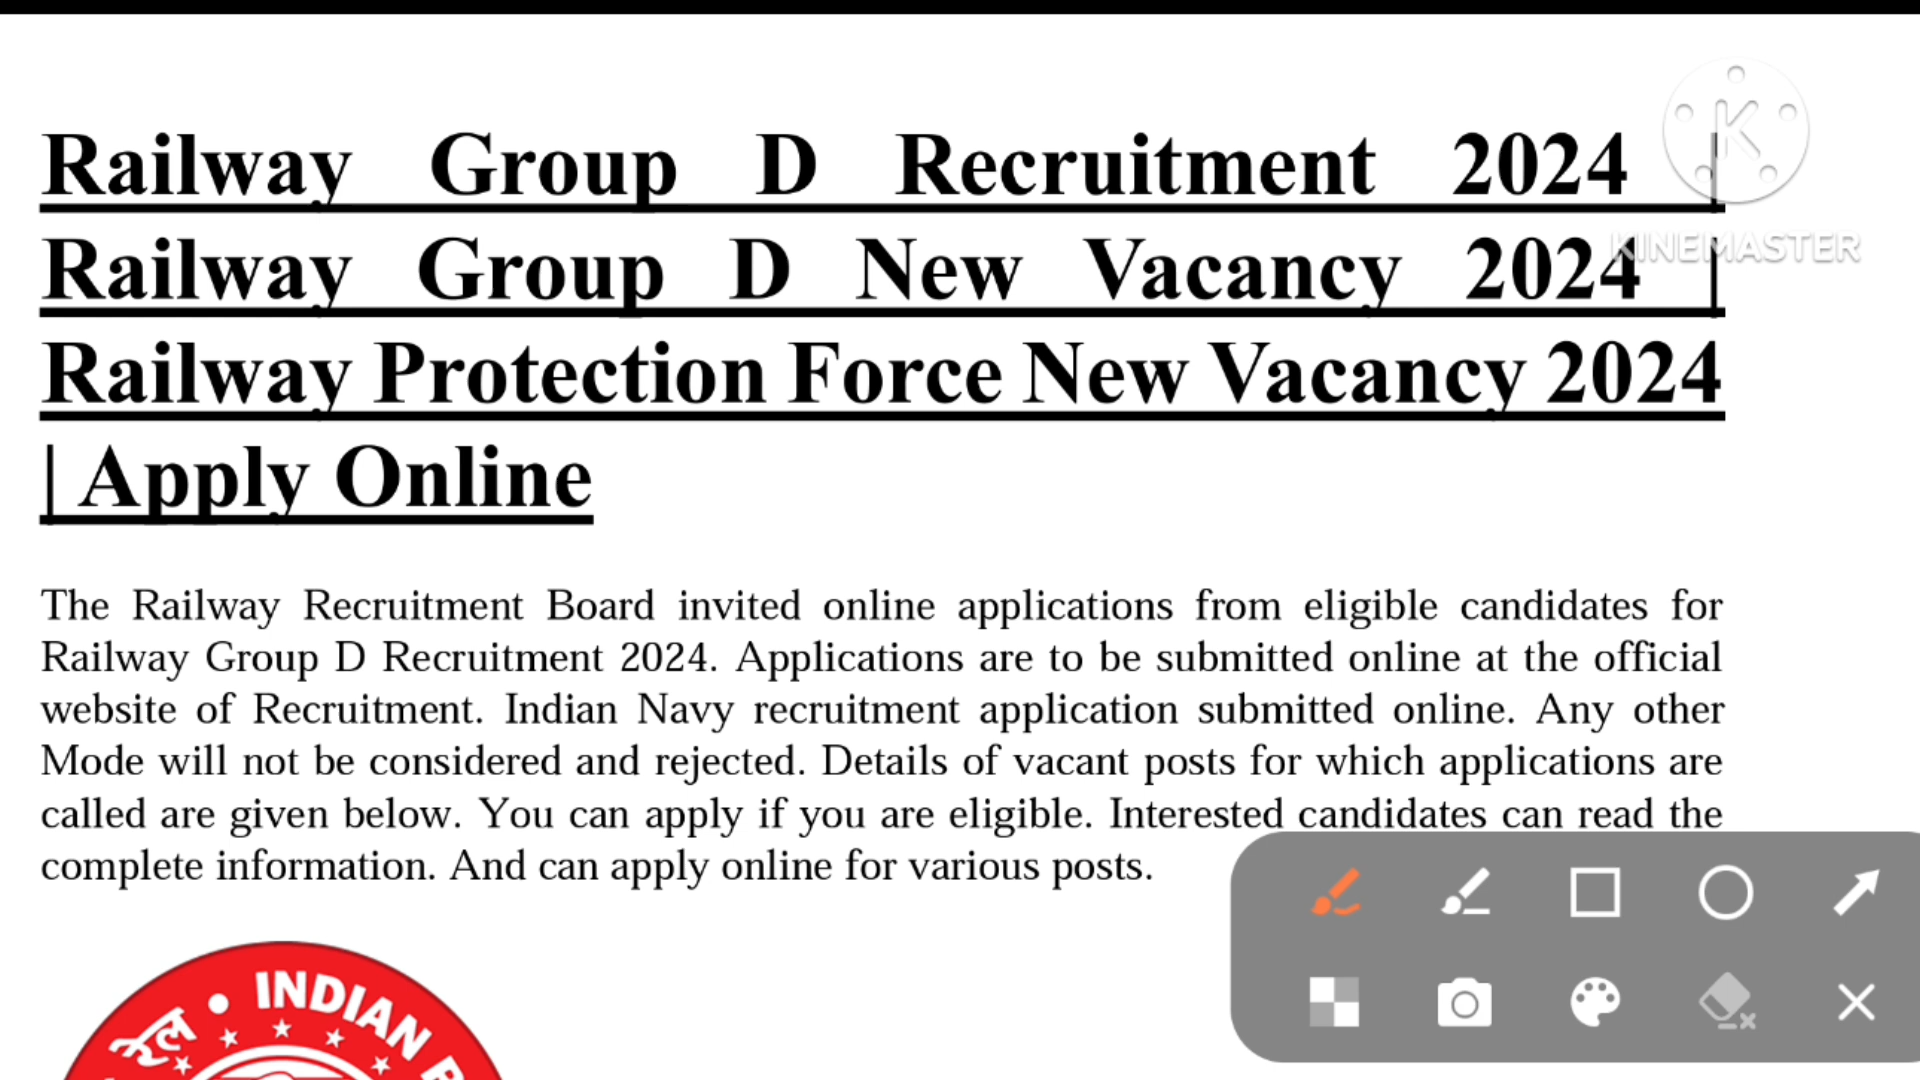 Railway Group D Recruitment 2024 |
Railway Group D New Vacancy 2024 |
Railway Protection Force New Vacancy 2024
| Apply Online
K
KINEMASTER
The Railway Recruitment Board invited online applications from eligible candidates for
Railway Group D Recruitment 2024. Applications are to be submitted online at the official
website of Recruitment. Indian Navy recruitment application submitted online. Any other
Mode will not be considered and rejected. Details of vacant posts for which applications are
called are given below. You can apply if you are eligible. Interested candidates can read the
complete information. And can apply online for various posts.
रेल • INDIAN